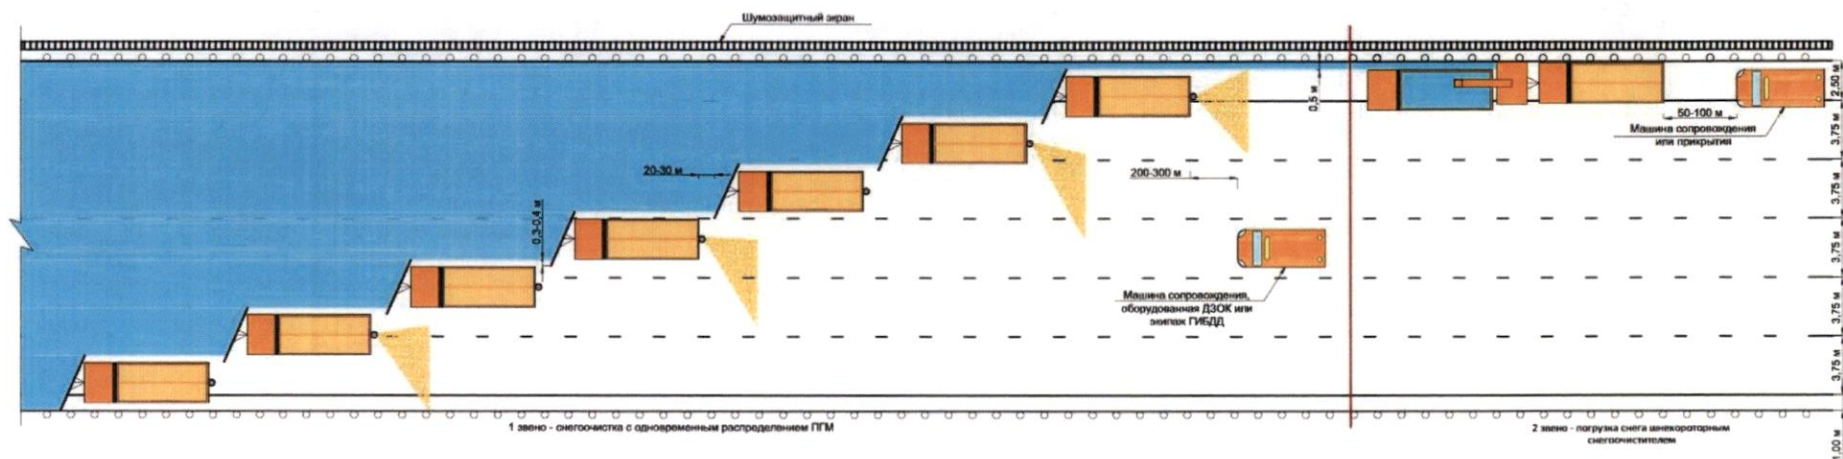 Шумозащитный экран
0,5 м
2,50 м
50-100 м
Машина сопровождения
или прикрытия
3,75 м
20-30 м
200-300 м
3,75 м
0,3-0,4 м
3,75 м
Машина сопровождения,
оборудованная ДЗОК или
экипаж ГИБДД
3,75 м
3,75 м
1 звено - снегоочистка с одновременным распределением ПГМ
2 звено - погрузка снега шнекороторным
снегоочистителем
1,00 м